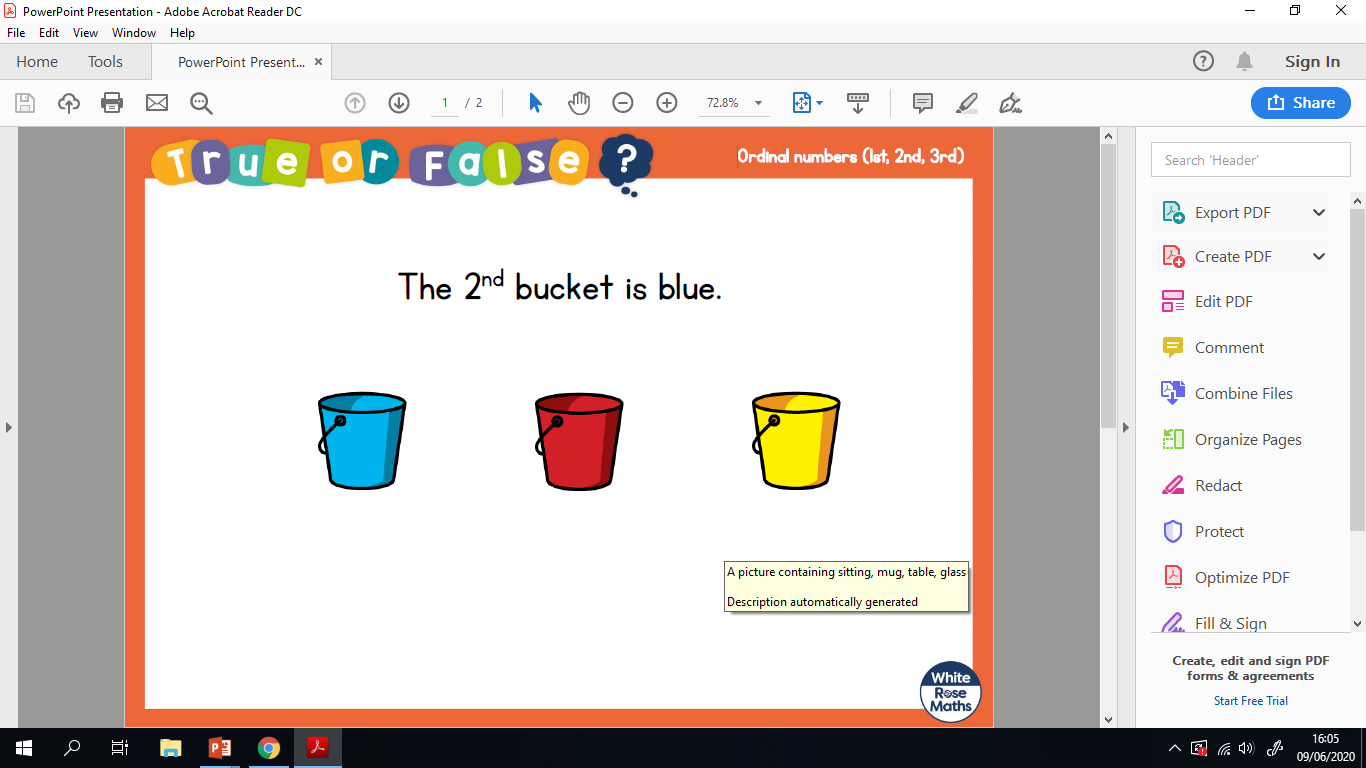 PowerPoint Presentation - Adobe Acrobat Reader DC
File Edit View Window Help
Home Tools PowerPoint Present... × ? Sign In
1 / 2 72.8% Share
True or False ? Ordinal numbers (1st, 2nd, 3rd)
The 2nd bucket is blue.
A picture containing sitting, mug, table, glass
Description automatically generated
White
Rose
Maths
Search 'Header'
Export PDF
Create PDF
Edit PDF
Comment
Combine Files
Organize Pages
Redact
Protect
Optimize PDF
Fill & Sign
Create, edit and sign PDF
forms & agreements
Start Free Trial
16:05
09/06/2020